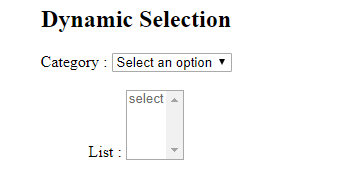 Dynamic Selection
Category : Select an option
select
List :